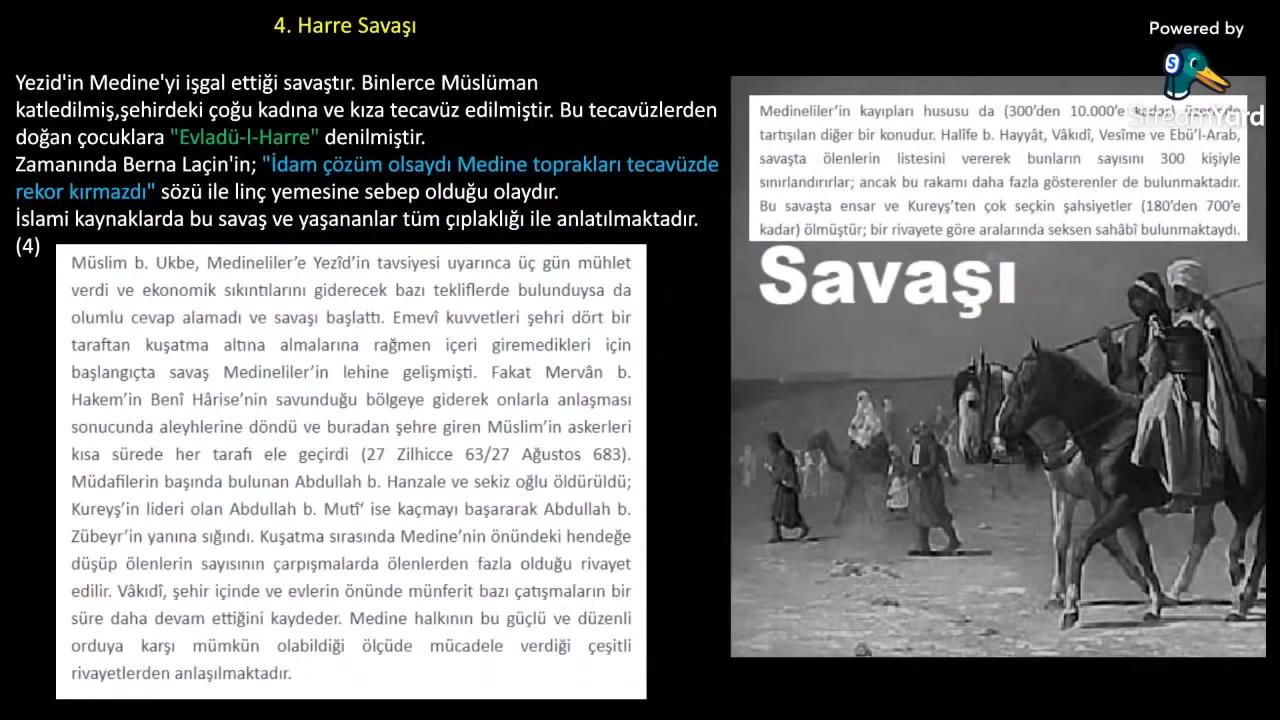 4. Harre Savaşı
Powered by
StreamYard
Yezid'in Medine'yi işgal ettiği savaştır. Binlerce Müslüman
katledilmiş,şehirdeki çoğu kadına ve kıza tecavüz edilmiştir. Bu tecavüzlerden
doğan çocuklara "Evladü-l-Harre" denilmiştir.
Zamanında Berna Laçin'in; "İdam çözüm olsaydı Medine toprakları tecavüzde
rekor kırmazdı" sözü ile linç yemesine sebep olduğu olaydır.
İslami kaynaklarda bu savaş ve yaşananlar tüm çıplaklığı ile anlatılmaktadır.
(4)
Müslim b. Ukbe, Medineliler'e Yezîd'in tavsiyesi uyarınca üç gün mühlet
verdi ve ekonomik sıkıntılarını giderecek bazı tekliflerde bulunduysa da
olumlu cevap alamadı ve savaşı başlattı. Emevî kuvvetleri şehri dört bir
taraftan kuşatma altına almalarına rağmen içeri giremedikleri için
başlangıçta savaş Medineliler'in lehine gelişmişti. Fakat Mervân b.
Hakem'in Benî Hârise'nin savunduğu bölgeye giderek onlarla anlaşması
sonucunda aleyhlerine döndü ve buradan şehre giren Müslim'in askerleri
kısa sürede her tarafı ele geçirdi (27 Zilhicce 63/27 Ağustos 683).
Müdafilerin başında bulunan Abdullah b. Hanzale ve sekiz oğlu öldürüldü;
Kureyş'in lideri olan Abdullah b. Mutî' ise kaçmayı başararak Abdullah b.
Zübeyr'in yanına sığındı. Kuşatma sırasında Medine'nin önündeki hendeğe
düşüp ölenlerin sayısının çarpışmalarda ölenlerden fazla olduğu rivayet
edilir. Vâkıdî, şehir içinde ve evlerin önünde münferit bazı çatışmaların bir
süre daha devam ettiğini kaydeder. Medine halkının bu güçlü ve düzenli
orduya karşı mümkün olabildiği ölçüde mücadele verdiği çeşitli
rivayetlerden anlaşılmaktadır.
Medineliler'in kayıpları hususu da (300'den 10.000'e kadar) üzerinde
tartışılan diğer bir konudur. Halîfe b. Hayyât, Vâkıdî, Vesîme ve Ebü'l-Arab,
savaşta ölenlerin listesini vererek bunların sayısını 300 kişiyle
sınırlandırırlar; ancak bu rakamı daha fazla gösterenler de bulunmaktadır.
Bu savaşta ensar ve Kureyş'ten çok seçkin şahsiyetler (180'den 700'e
kadar) ölmüştür; bir rivayete göre aralarında seksen sahâbî bulunmaktaydı.
Savaşı